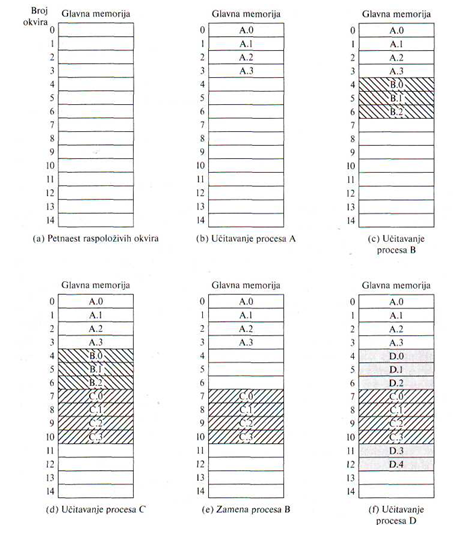 Broj
okvira
Glavna memorija
0
1
2
3
4
5
6
7
8
9
10
11
12
13
14
(a) Petnaest raspoloživih okvira
Glavna memorija
0 A.0
1 A.1
2 A.2
3 A.3
4
5
6
7
8
9
10
11
12
13
14
(b) Učitavanje procesa A
Glavna memorija
0 A.0
1 A.1
2 A.2
3 A.3
4 B.0
5 B.1
6 B.2
7
8
9
10
11
12
13
14
(c) Učitavanje
procesa B
Glavna memorija
0 A.0
1 A.1
2 A.2
3 A.3
4 B.0
5 B.1
6 B.2
7 C.0
8 C.1
9 C.2
10 C.3
11
12
13
14
(d) Učitavanje procesa C
Glavna memorija
0 A.0
1 A.1
2 A.2
3 A.3
4
5
6
7 C.0
8 C.1
9 C.2
10 C.3
11
12
13
14
(e) Zamena procesa B
Glavna memorija
0 A.0
1 A.1
2 A.2
3 A.3
4 D.0
5 D.1
6 D.2
7 C.0
8 C.1
9 C.2
10 C.3
11 D.3
12 D.4
13
14
(f) Učitavanje
procesa D